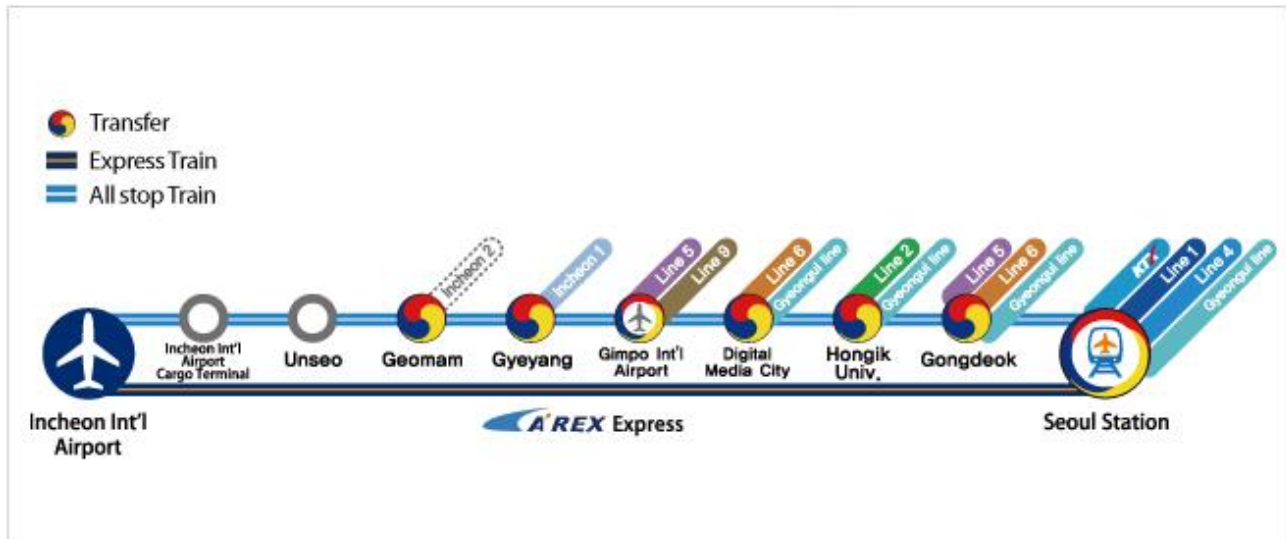 Transfer
Express Train
All stop Train
Incheon 2
Incheon 1
Line 5
Line 9
Line 6
Gyeongui line
Line 2
Gyeongui line
Line 5
Line 6
Gyeongui line
KTX
Line 1
Line 4
Gyeongui line
Incheon Int'l
Airport
Cargo Terminal
Unseo
Geomam
Gyeyang
Gimpo Int'l
Airport
Digital
Media City
Hongik
Univ.
Gongdeok
Incheon Int'l
Airport
A'REX Express
Seoul Station